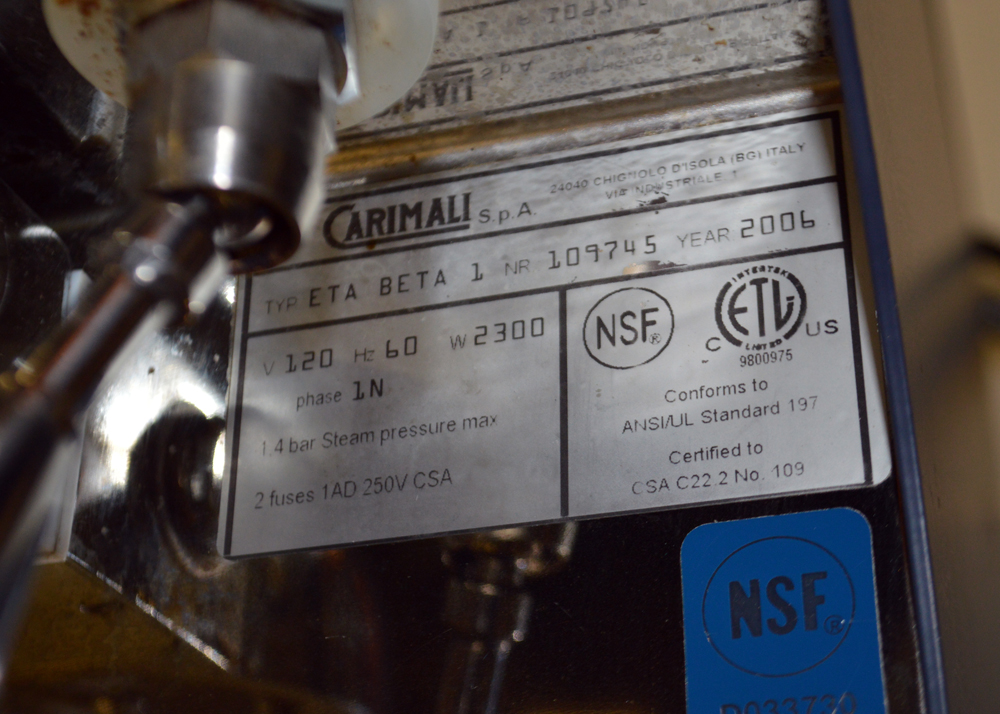 CARIMALI S.p.A.
24040 CHIGNOLO D'ISOLA (BG) ITALY
VIA INDUSTRIALE 1
TYP ETA BETA 1 NR 109745 YEAR 2006
V 120 Hz 60 W 2300
phase 1N
1.4 bar Steam pressure max
2 fuses 1AD 250V CSA
NSF®
INTERTEK
ETL
LISTED
C US
9800975
Conforms to
ANSI/UL Standard 197
Certified to
CSA C22.2 No. 109
NSF®